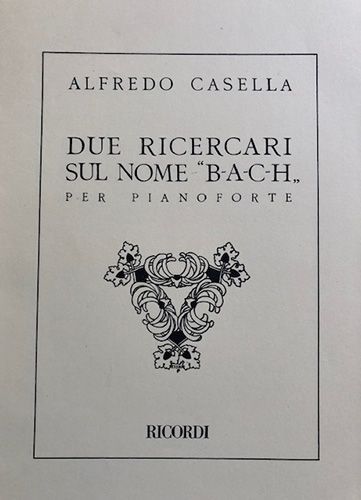 ALFREDO CASELLA
DUE RICERCARI
SUL NOME “B-A-C-H„
PER PIANOFORTE
RICORDI